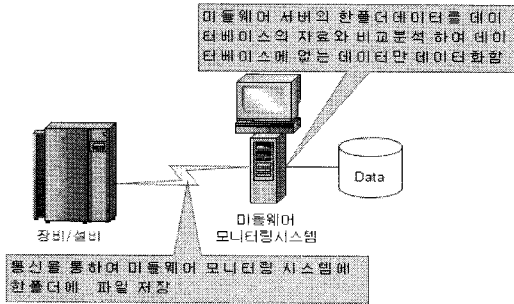 미들웨어 서버의 한폴더데이터를 데이
터베이스의 자료와 비교분석 하여 데이
터베이스에 없는 데이터만 데이터화함
Data
장비/설비
미들웨어
모니터링시스템
통신을 통하여 미들웨어 모니터링 시스템에
한폴더에 파일 저장